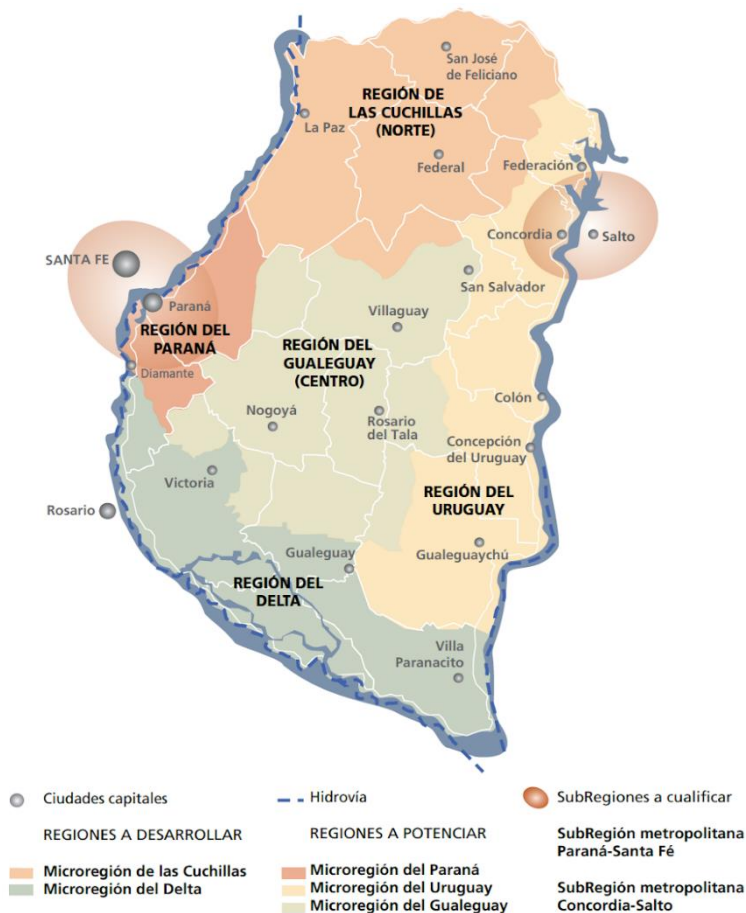 San José
de Feliciano
REGIÓN DE
LAS CUCHILLAS
(NORTE)
La Paz
Federal
Federación
Concordia
Salto
SANTA FE
San Salvador
Paraná
Villaguay
REGIÓN DEL
PARANÁ
REGIÓN DEL
GUALEGUAY
(CENTRO)
Diamante
Colón
Nogoyá
Rosario
del Tala
Concepción
del Uruguay
Victoria
REGIÓN DEL
URUGUAY
Rosario
Gualeguay
Gualeguaychú
REGIÓN DEL
DELTA
Villa
Paranacito
Ciudades capitales
Hidrovía
SubRegiones a cualificar
REGIONES A DESARROLLAR
REGIONES A POTENCIAR
SubRegión metropolitana
Paraná-Santa Fé
Microregión de las Cuchillas
Microregión del Delta
Microregión del Paraná
Microregión del Uruguay
Microregión del Gualeguay
SubRegión metropolitana
Concordia-Salto